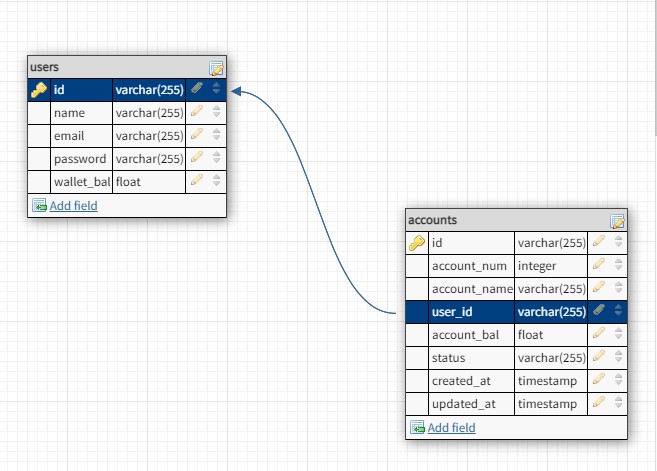 users
id varchar(255)
name varchar(255)
email varchar(255)
password varchar(255)
wallet_bal float
Add field
accounts
id varchar(255)
account_num integer
account_name varchar(255)
user_id varchar(255)
account_bal float
status varchar(255)
created_at timestamp
updated_at timestamp
Add field